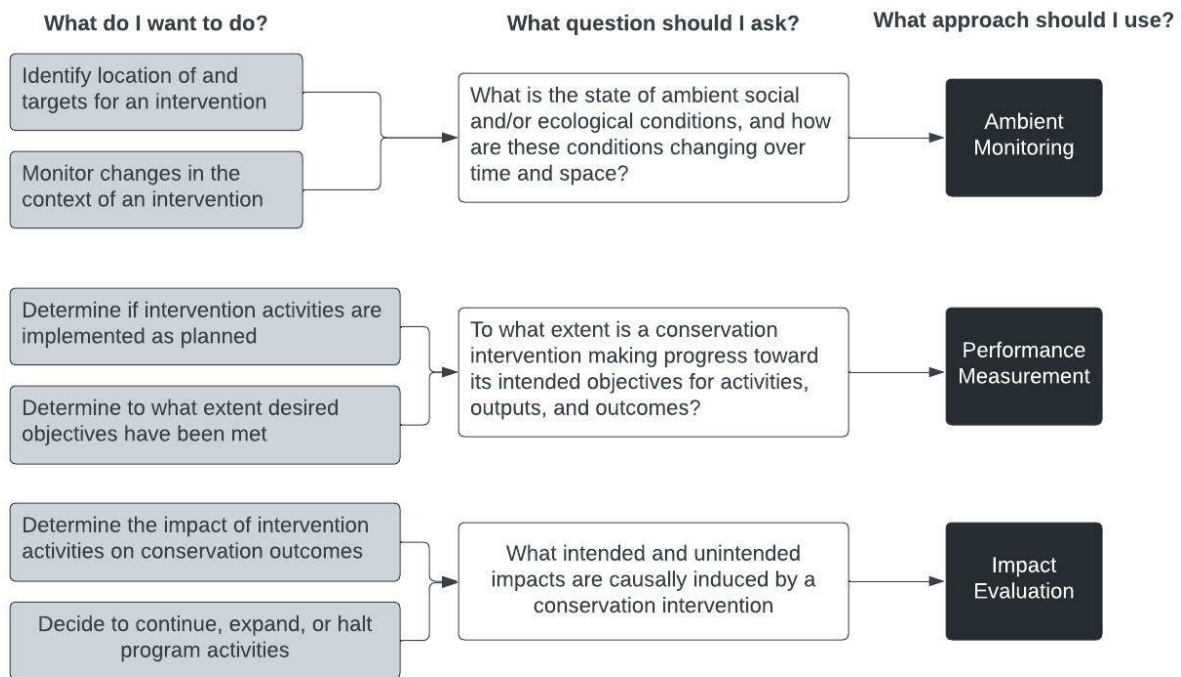 What do I want to do?
What question should I ask?
What approach should I use?
Identify location of and
targets for an intervention
Monitor changes in the
context of an intervention
What is the state of ambient social
and/or ecological conditions, and how
are these conditions changing over
time and space?
Ambient
Monitoring
Determine if intervention activities are
implemented as planned
Determine to what extent desired
objectives have been met
To what extent is a conservation
intervention making progress toward
its intended objectives for activities,
outputs, and outcomes?
Performance
Measurement
Determine the impact of intervention
activities on conservation outcomes
Decide to continue, expand, or halt
program activities
What intended and unintended
impacts are causally induced by a
conservation intervention
Impact
Evaluation